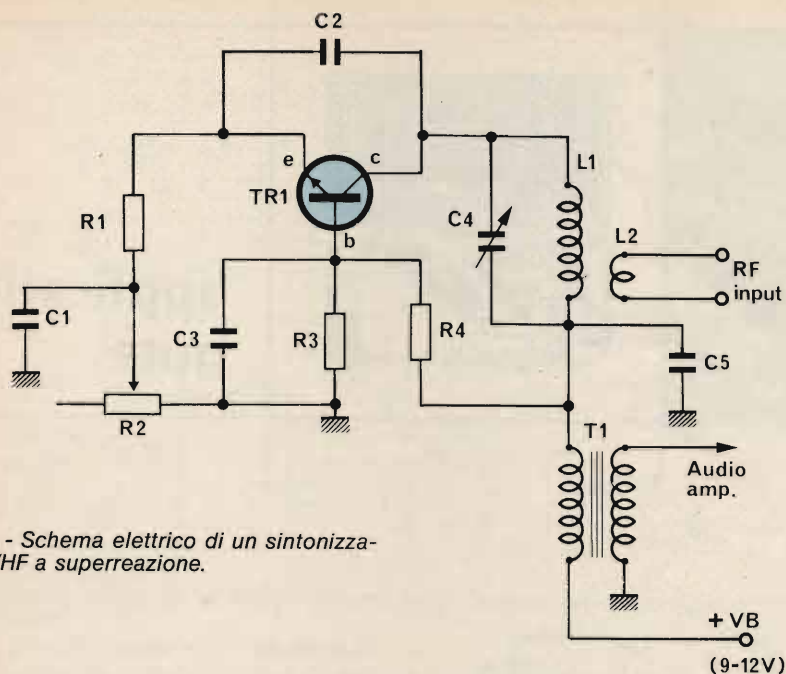 C2
e
c
TR1
b
R1
C4
L1
L2
RF
input
C1
C3
R3
R4
C5
R2
T1
Audio
amp.
- Schema elettrico di un sintonizza-
VHF a superreazione.
+ VB
(9-12V)